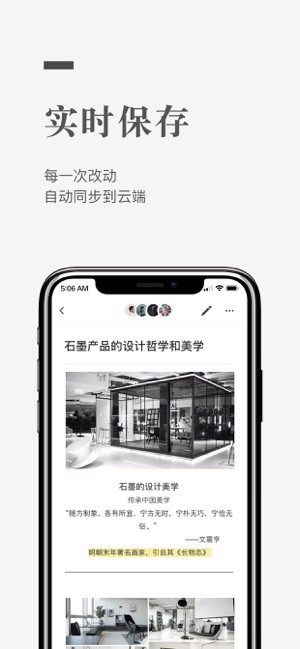 实时保存
每一次改动
自动同步到云端
5:06 AM
石墨产品的设计哲学和美学
石墨的设计美学
传承中国美学
“随方制象，各有所宜，宁古无时，宁朴无巧，宁俭无
俗。”
——文震亨
明朝末年著名画家，引自其《长物志》